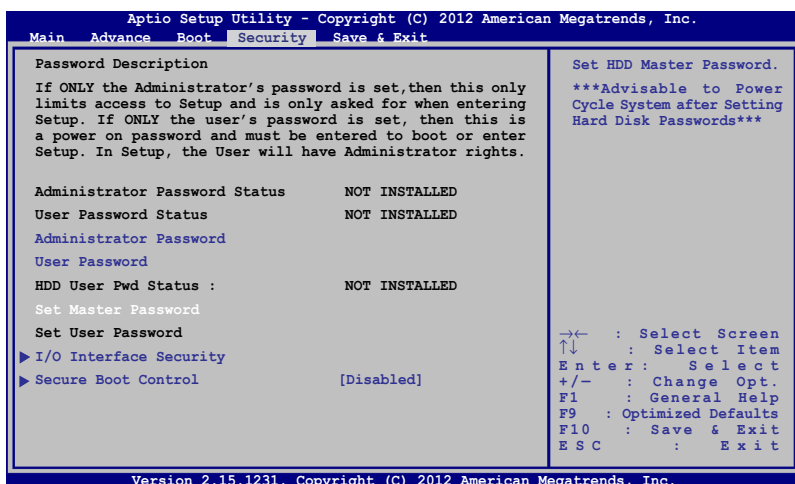 Aptio Setup Utility - Copyright (C) 2012 American Megatrends, Inc.
Main Advance Boot Security Save & Exit
Password Description
If ONLY the Administrator's password is set,then this only
limits access to Setup and is only asked for when entering
Setup. If ONLY the user's password is set, then this is
a power on password and must be entered to boot or enter
Setup. In Setup, the User will have Administrator rights.
Administrator Password Status NOT INSTALLED
User Password Status NOT INSTALLED
Administrator Password
User Password
HDD User Pwd Status : NOT INSTALLED
Set Master Password
Set User Password
I/O Interface Security
Secure Boot Control [Disabled]
Set HDD Master Password.
***Advisable to Power
Cycle System after Setting
Hard Disk Passwords***
→← : Select Screen
↑↓ : Select Item
Enter: Select
+/— : Change Opt.
F1 : General Help
F9 : Optimized Defaults
F10 : Save & Exit
ESC : Exit
Version 2.15.1231. Copyright (C) 2012 American Megatrends, Inc.